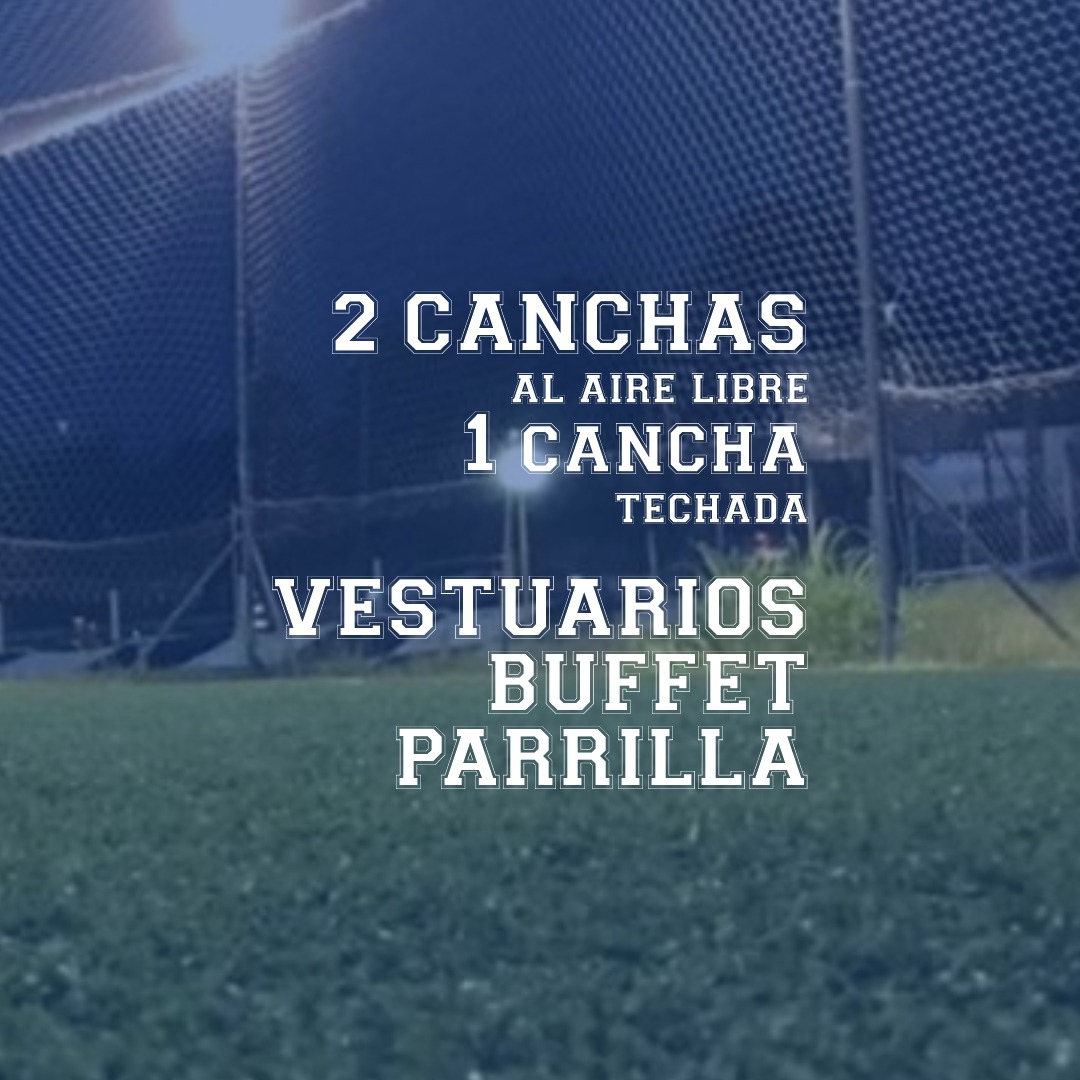 2 CANCHAS
AL AIRE LIBRE
1 CANCHA
TECHADA
VESTUARIOS
BUFFET
PARRILLA